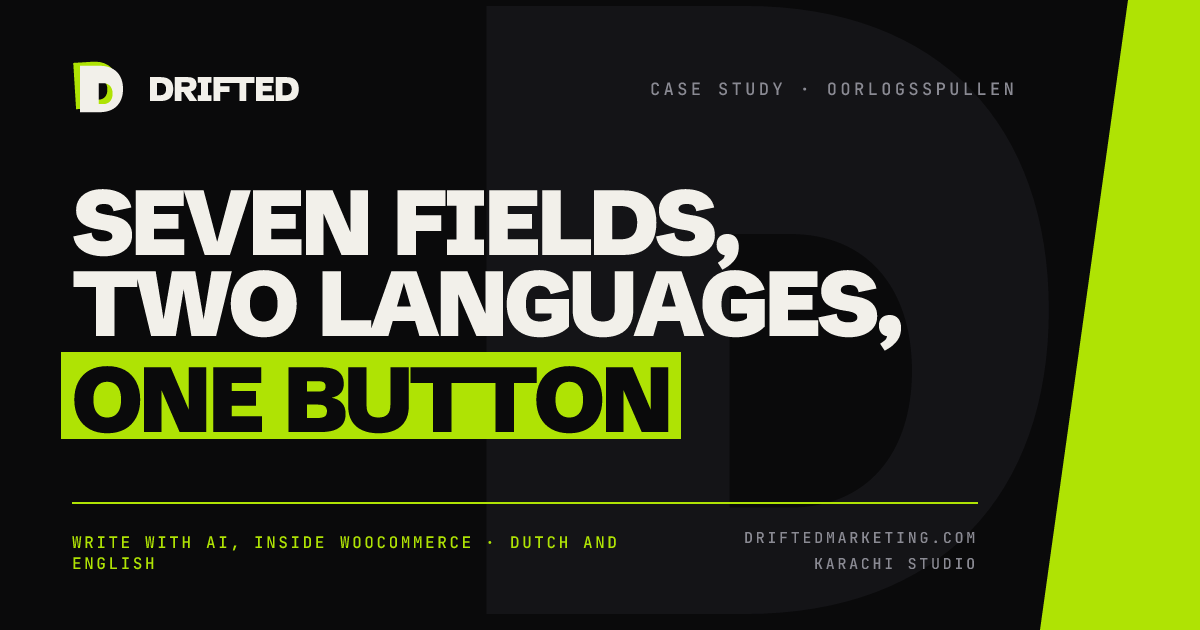 DRIFTED
CASE STUDY · OORLOGSSPULLEN
SEVEN FIELDS,
TWO LANGUAGES,
ONE BUTTON
WRITE WITH AI, INSIDE WOOCOMMERCE · DUTCH AND
ENGLISH
DRIFTEDMARKETING.COM
KARACHI STUDIO